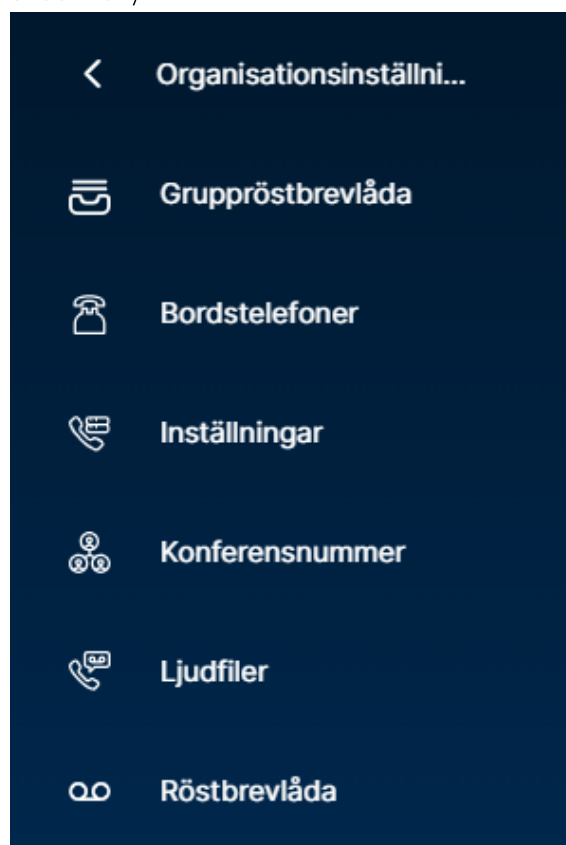 Organisationsinställni...
Gruppröstbrevlåda
Bordstelefoner
Inställningar
Konferensnummer
Ljudfiler
Röstbrevlåda